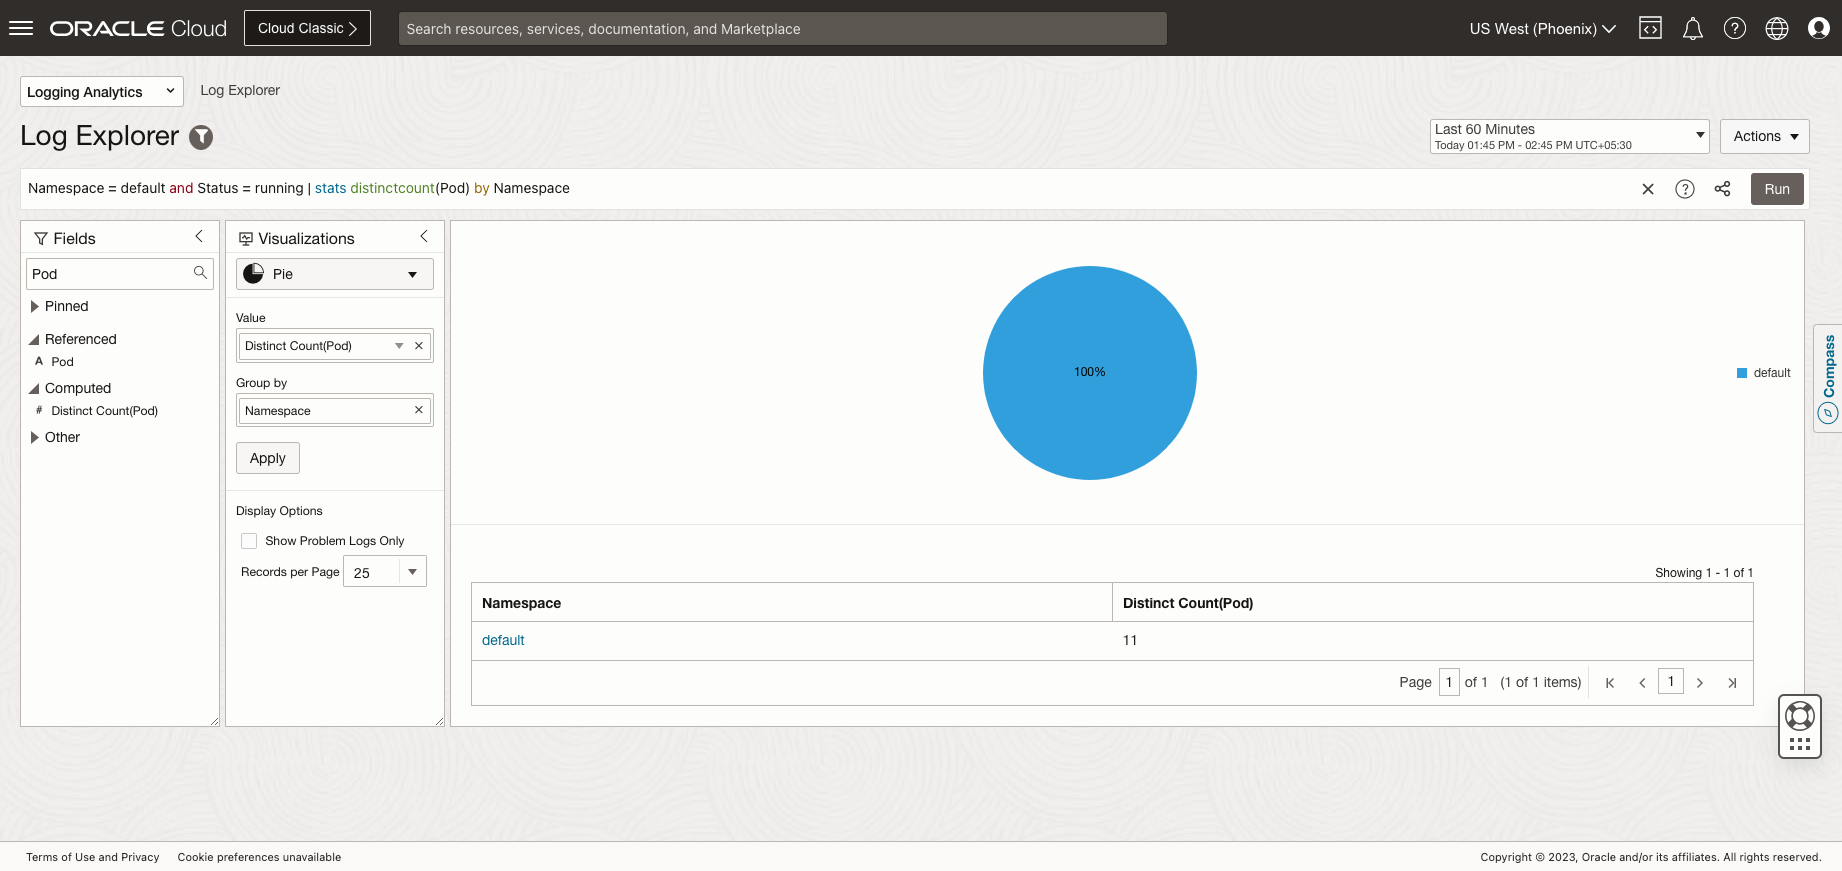 ORACLE Cloud
Cloud Classic
Search resources, services, documentation, and Marketplace
US West (Phoenix)
Logging Analytics
Log Explorer
Log Explorer
Last 60 Minutes
Today 01:45 PM - 02:45 PM UTC+05:30
Actions
Namespace = default and Status = running | stats distinctcount(Pod) by Namespace
Run
Fields
Pod
Pinned
Referenced
A Pod
Computed
# Distinct Count(Pod)
Other
Visualizations
Pie
Value
Distinct Count(Pod)
Group by
Namespace
Apply
Display Options
Show Problem Logs Only
Records per Page 25
100%
default
Compass
Showing 1 - 1 of 1
Namespace Distinct Count(Pod)
default 11
Page 1 of 1 (1 of 1 items) 1
Terms of Use and Privacy Cookie preferences unavailable
Copyright © 2023, Oracle and/or its affiliates. All rights reserved.